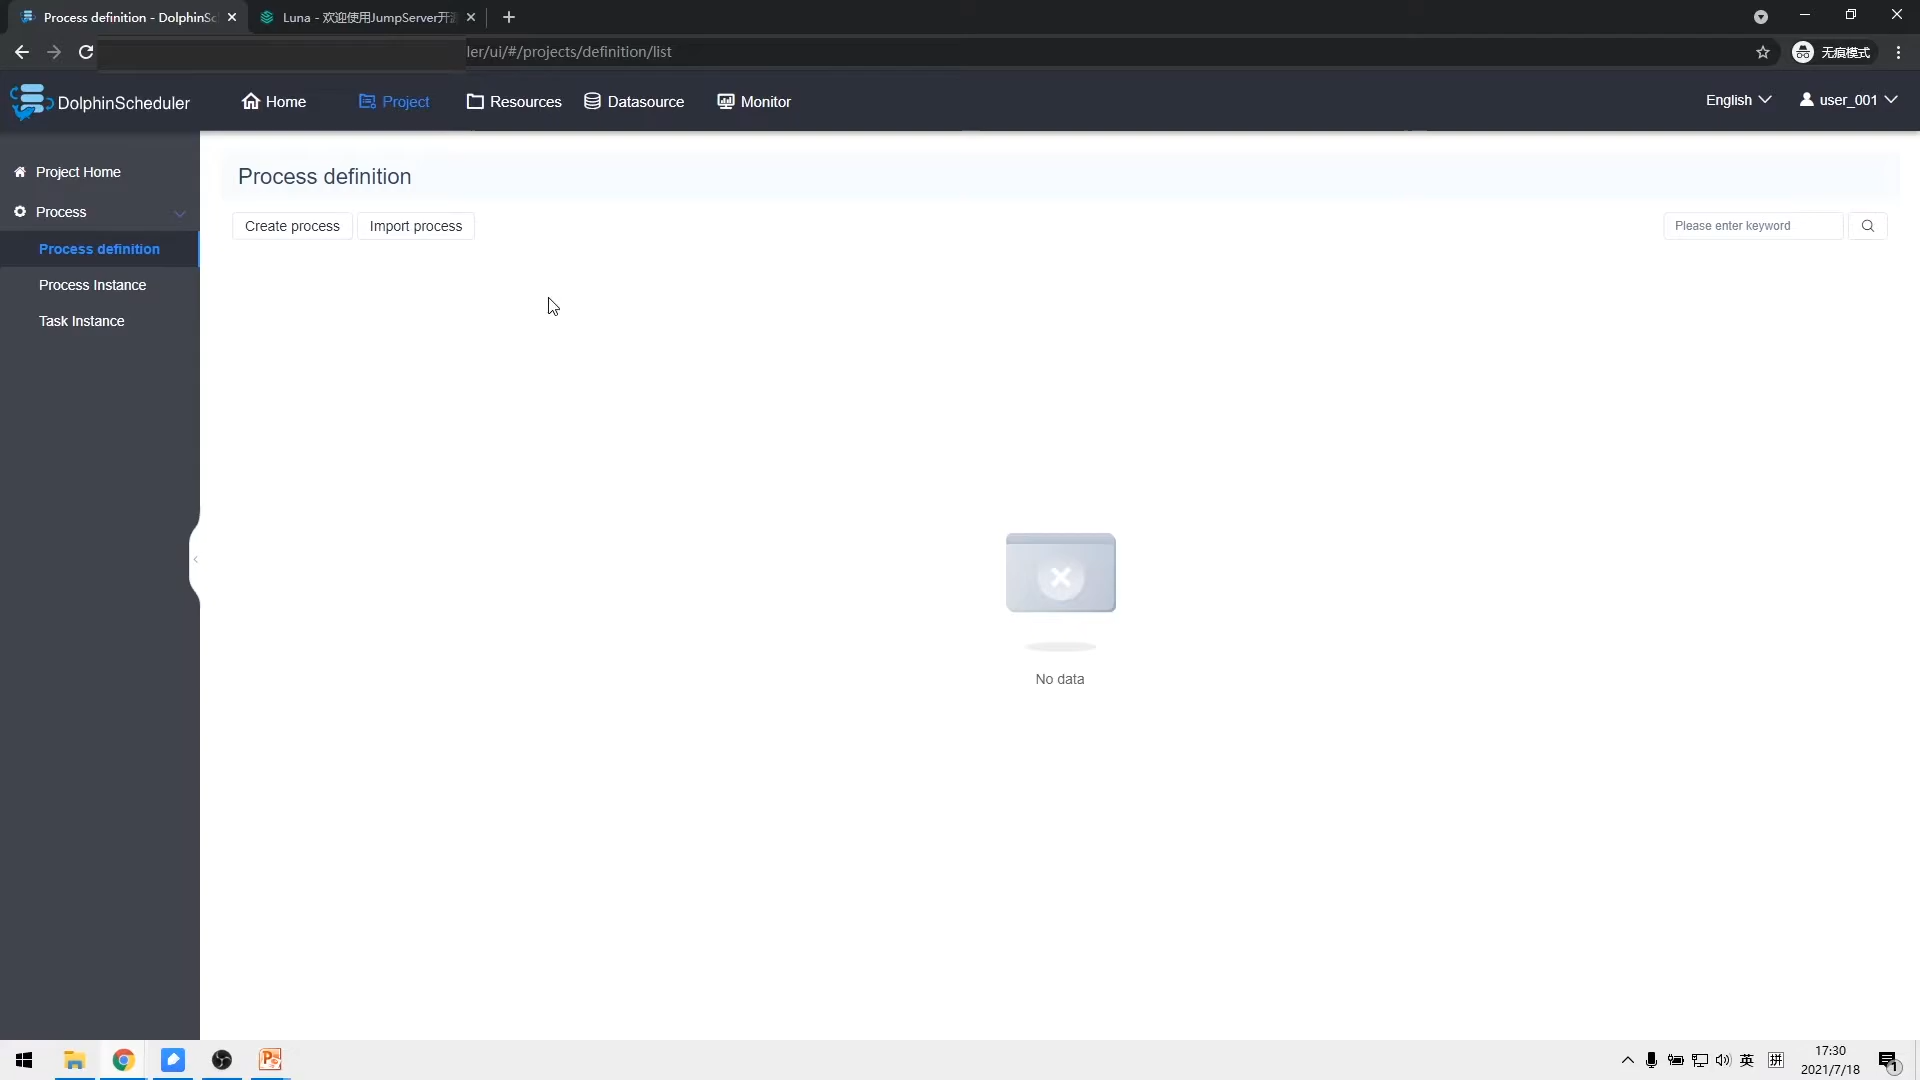 Process definition - DolphinSc
Luna - 欢迎使用JumpServer开源
ler/ui/#/projects/definition/list
无痕模式
DolphinScheduler
Home
Project
Resources
Datasource
Monitor
English
user_001
Project Home
Process
Process definition
Process Instance
Task Instance
Process definition
Create process
Import process
Please enter keyword
No data
英
拼
17:30
2021/7/18
1